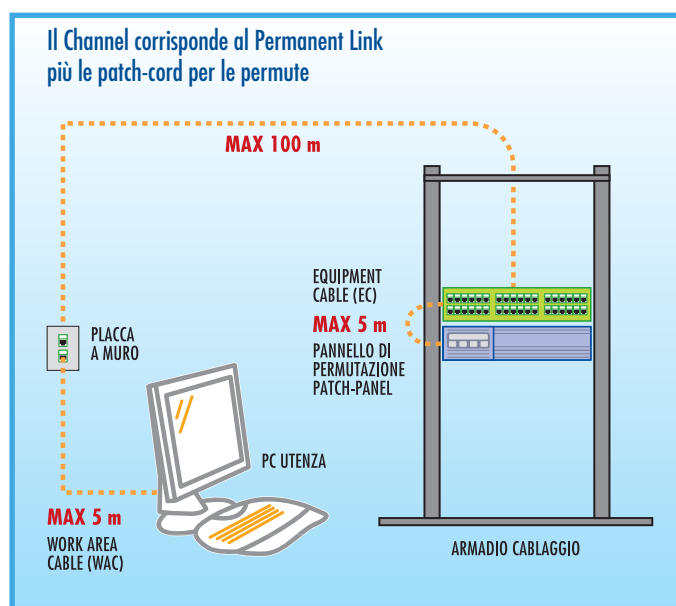 Il Channel corrisponde al Permanent Link
più le patch-cord per le permute
MAX 100 m
EQUIPMENT
CABLE (EC)
MAX 5 m
PANNELLO DI
PERMUTAZIONE
PATCH-PANEL
PLACCA
A MURO
PC UTENZA
MAX 5 m
WORK AREA
CABLE (WAC)
ARMADIO CABLAGGIO